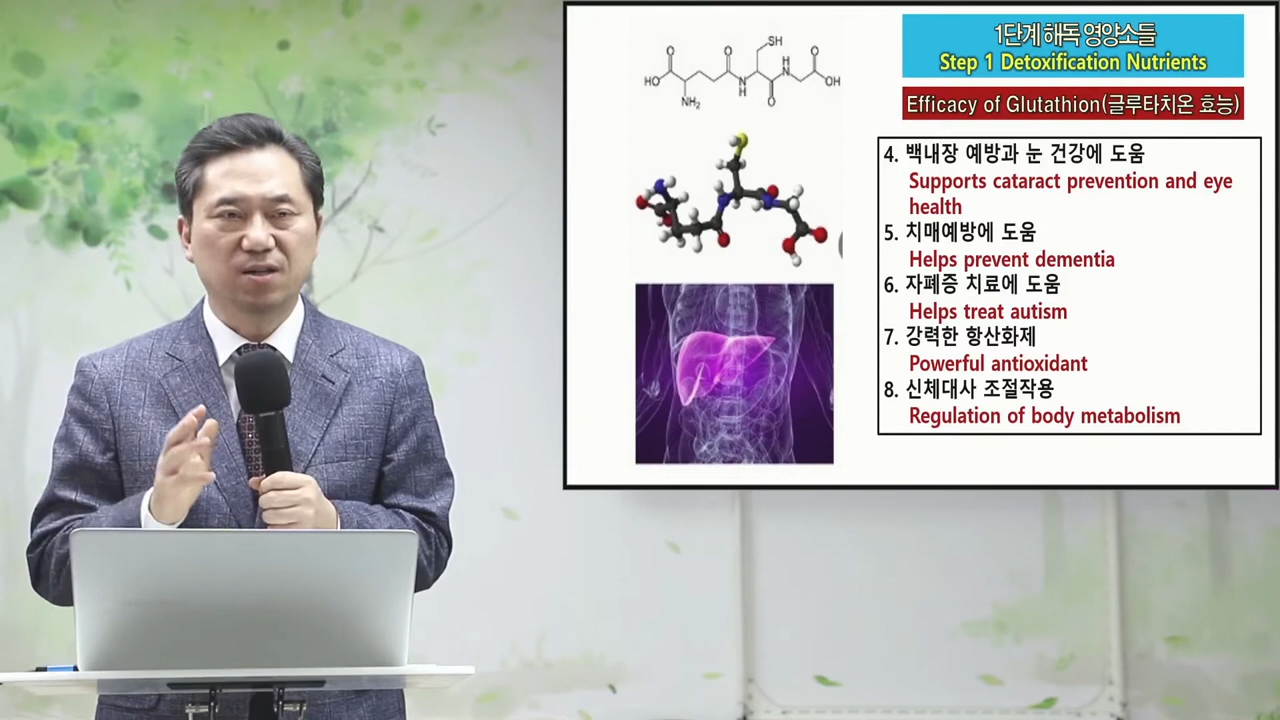 1단계 해독 영양소들
Step 1 Detoxification Nutrients
Efficacy of Glutathion(글루타치온 효능)
4. 백내장 예방과 눈 건강에 도움
Supports cataract prevention and eye
health
5. 치매예방에 도움
Helps prevent dementia
6. 자폐증 치료에 도움
Helps treat autism
7. 강력한 항산화제
Powerful antioxidant
8. 신체대사 조절작용
Regulation of body metabolism
SH
O
O
O
HO
NH₂
N
H
O
H
N
OH